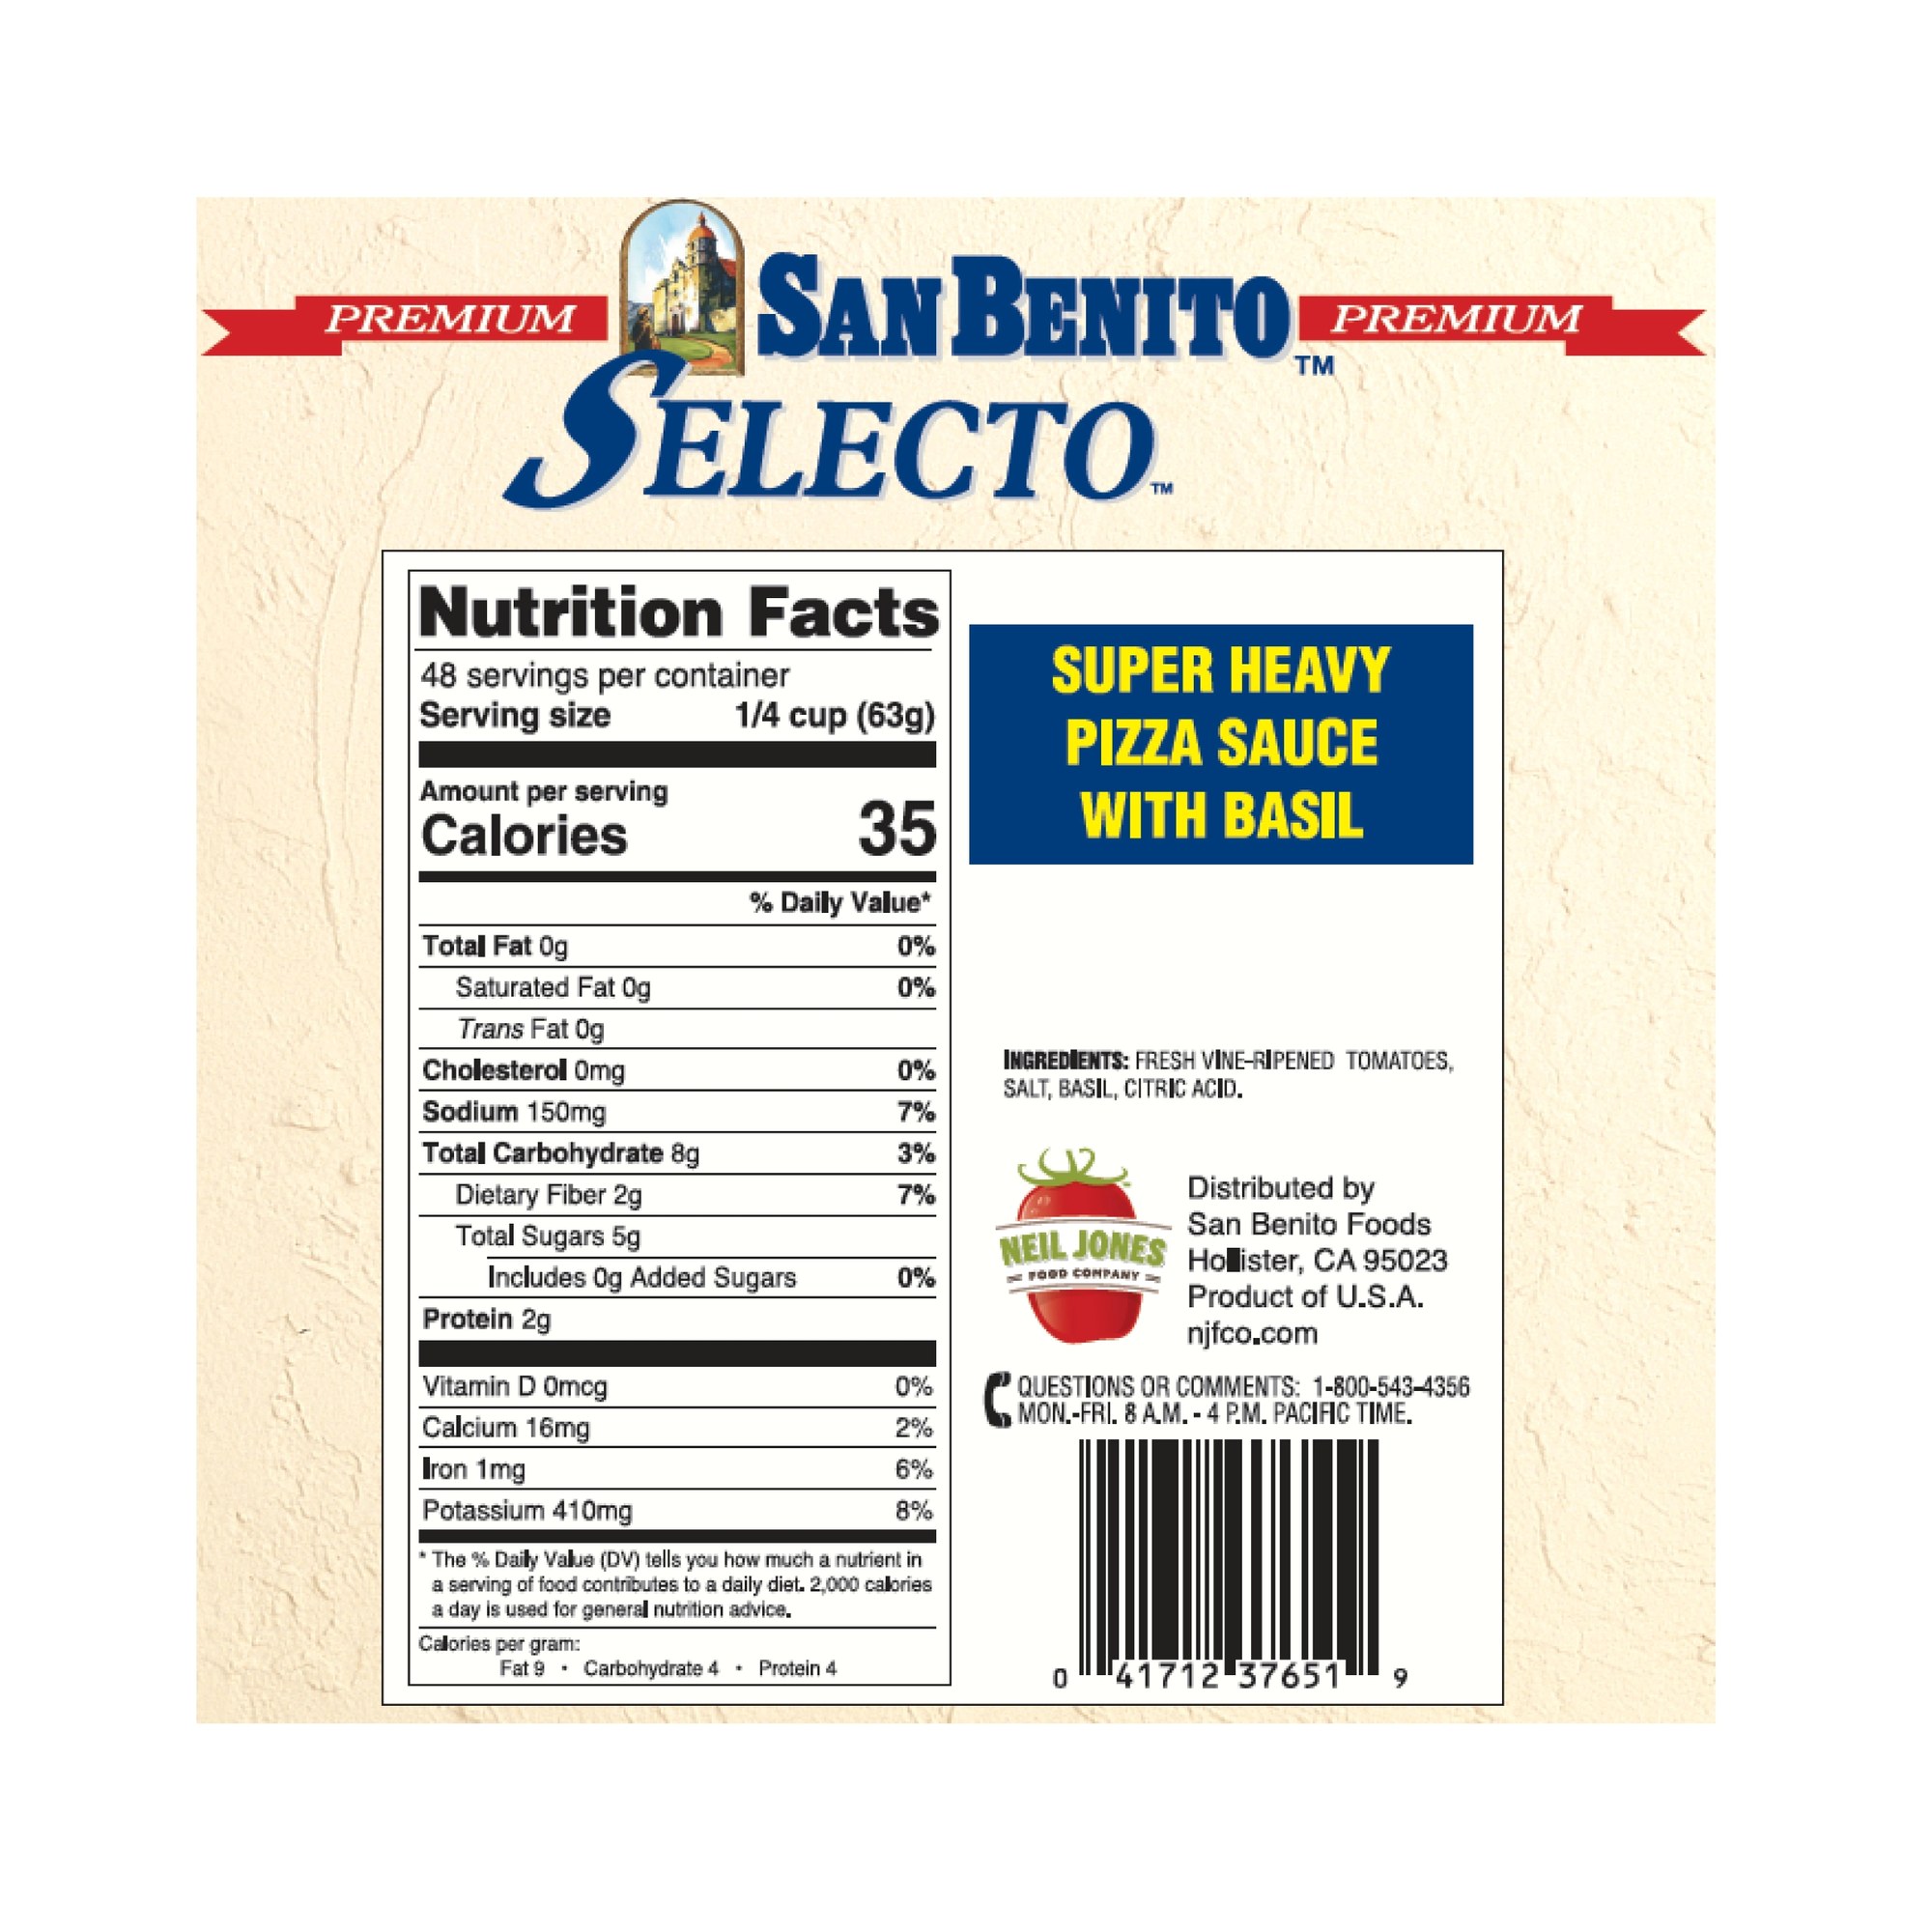 PREMIUM
SAN BENITO™
PREMIUM
SELECTO™
Nutrition Facts
48 servings per container
Serving size 1/4 cup (63g)
Amount per serving
Calories 35
% Daily Value*
Total Fat 0g 0%
Saturated Fat 0g 0%
Trans Fat 0g
Cholesterol 0mg 0%
Sodium 150mg 7%
Total Carbohydrate 8g 3%
Dietary Fiber 2g 7%
Total Sugars 5g
Includes 0g Added Sugars 0%
Protein 2g
Vitamin D 0mcg 0%
Calcium 16mg 2%
Iron 1mg 6%
Potassium 410mg 8%
* The % Daily Value (DV) tells you how much a nutrient in
a serving of food contributes to a daily diet. 2,000 calories
a day is used for general nutrition advice.
Calories per gram:
Fat 9 • Carbohydrate 4 • Protein 4
SUPER HEAVY
PIZZA SAUCE
WITH BASIL
INGREDIENTS: FRESH VINE-RIPENED TOMATOES,
SALT, BASIL, CITRIC ACID.
NEIL JONES
FOOD COMPANY
Distributed by
San Benito Foods
Hollister, CA 95023
Product of U.S.A.
njfco.com
QUESTIONS OR COMMENTS: 1-800-543-4356
MON.-FRI. 8 A.M. - 4 P.M. PACIFIC TIME.
0 41712 37651 9